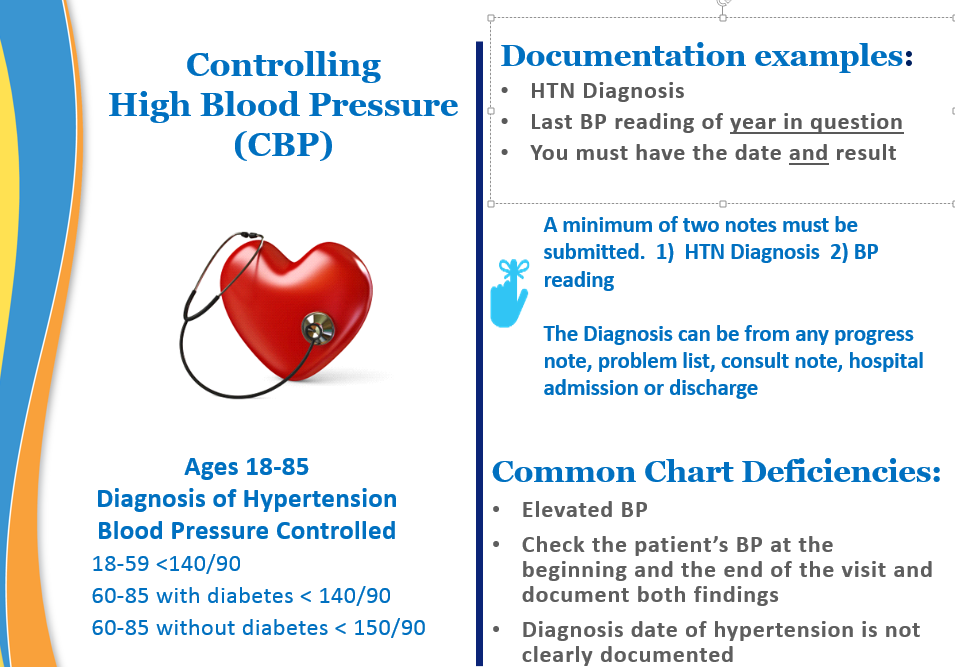 Controlling
High Blood Pressure
(CBP)
Ages 18-85
Diagnosis of Hypertension
Blood Pressure Controlled
18-59 <140/90
60-85 with diabetes < 140/90
60-85 without diabetes < 150/90
Documentation examples:
• HTN Diagnosis
• Last BP reading of year in question
• You must have the date and result
A minimum of two notes must be
submitted.  1)  HTN Diagnosis  2) BP
reading
The Diagnosis can be from any progress
note, problem list, consult note, hospital
admission or discharge
Common Chart Deficiencies:
• Elevated BP
• Check the patient’s BP at the
beginning and the end of the visit and
document both findings
• Diagnosis date of hypertension is not
clearly documented